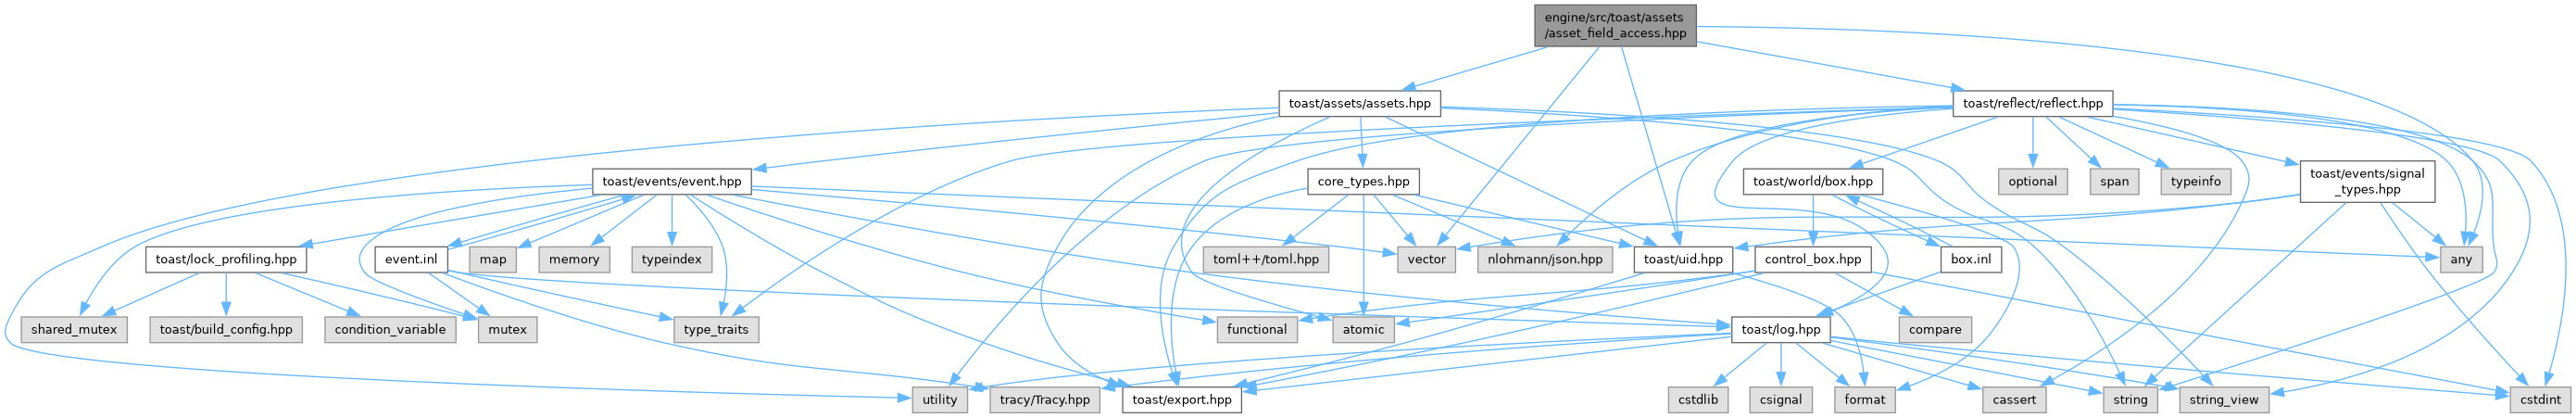 engine/src/toast/assets
/asset_field_access.hpp
toast/assets/assets.hpp
toast/reflect/reflect.hpp
toast/events/event.hpp
core_types.hpp
toast/world/box.hpp
optional
span
typeinfo
toast/events/signal
_types.hpp
toast/lock_profiling.hpp
event.inl
map
memory
typeindex
toml++/toml.hpp
vector
nlohmann/json.hpp
toast/uid.hpp
control_box.hpp
box.inl
any
shared_mutex
toast/build_config.hpp
condition_variable
mutex
type_traits
functional
atomic
toast/log.hpp
compare
utility
tracy/Tracy.hpp
toast/export.hpp
cstdlib
csignal
format
cassert
string
string_view
cstdint